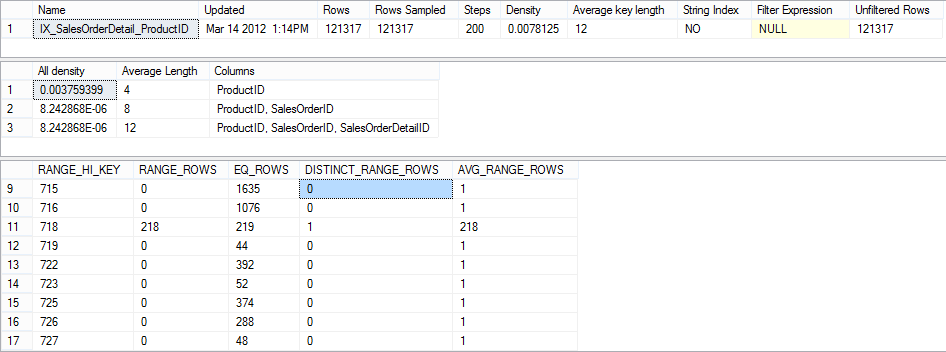 Name Updated Rows Rows Sampled Steps Density Average key length String Index Filter Expression Unfiltered Rows
1 IX_SalesOrderDetail_ProductID Mar 14 2012 1:14PM 121317 121317 200 0.0078125 12 NO NULL 121317
All density Average Length Columns
1 0.003759399 4 ProductID
2 8.242868E-06 8 ProductID, SalesOrderID
3 8.242868E-06 12 ProductID, SalesOrderID, SalesOrderDetailID
RANGE_HI_KEY RANGE_ROWS EQ_ROWS DISTINCT_RANGE_ROWS AVG_RANGE_ROWS
9 715 0 1635 0 1
10 716 0 1076 0 1
11 718 218 219 1 218
12 719 0 44 0 1
13 722 0 392 0 1
14 723 0 52 0 1
15 725 0 374 0 1
16 726 0 288 0 1
17 727 0 48 0 1